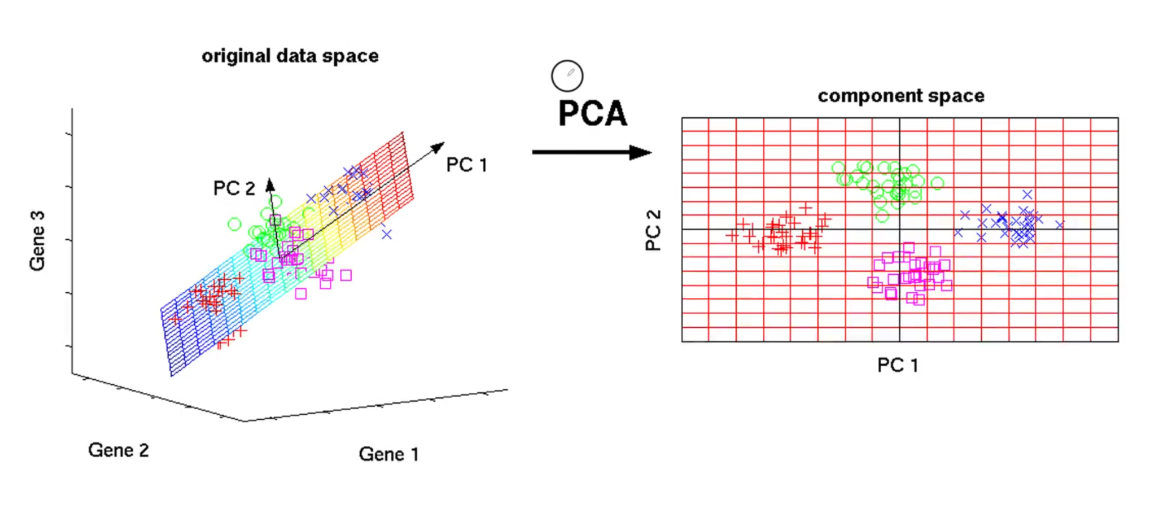 original data space
PCA
component space
PC 1
PC 2
Gene 3
PC 2
Gene 2
Gene 1
PC 1